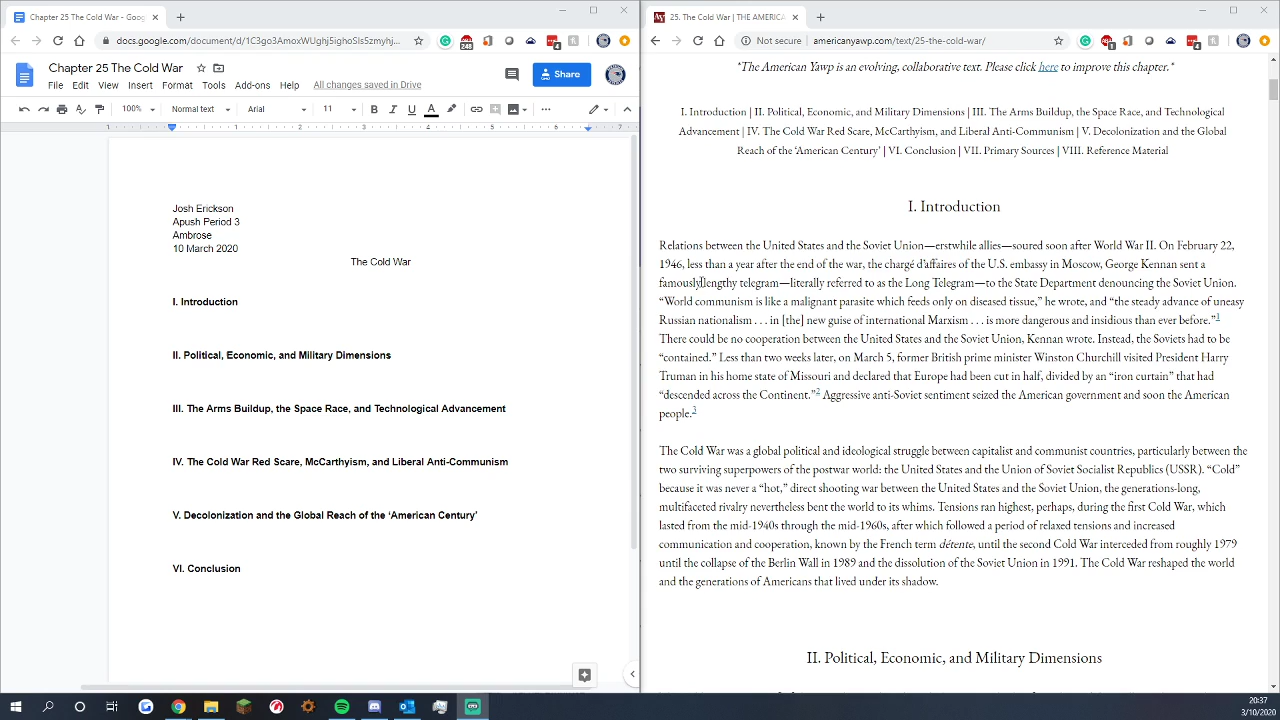 Chapter 25 The Cold War - Goog
25. The Cold War | THE AMERICA
docs.google.com/document/d/
Not secure | americanyawp.com/text/25-the-cold-war/
Chapter 25 The Cold War
File Edit View Insert Format Tools Add-ons Help All changes saved in Drive
Share
100% Normal text Arial 11
1 1 2 3 4 5 6 7
Josh Erickson
Apush Period 3
Ambrose
10 March 2020
The Cold War
I. Introduction
II. Political, Economic, and Military Dimensions
III. The Arms Buildup, the Space Race, and Technological Advancement
IV. The Cold War Red Scare, McCarthyism, and Liberal Anti-Communism
V. Decolonization and the Global Reach of the ‘American Century’
VI. Conclusion
*The American Yawp is an evolving, collaborative text. Please click here to improve this chapter.*
I. Introduction | II. Political, Economic, and Military Dimensions | III. The Arms Buildup, the Space Race, and Technological
Advancement | IV. The Cold War Red Scare, McCarthyism, and Liberal Anti-Communism | V. Decolonization and the Global
Reach of the ‘American Century’ | VI. Conclusion | VII. Primary Sources | VIII. Reference Material
I. Introduction
Relations between the United States and the Soviet Union—erstwhile allies—soured soon after World War II. On February 22,
1946, less than a year after the end of the war, the chargé d’affaires of the U.S. embassy in Moscow, George Kennan sent a
famously lengthy telegram—literally referred to as the Long Telegram—to the State Department denouncing the Soviet Union.
“World communism is like a malignant parasite which feeds only on diseased tissue,” he wrote, and “the steady advance of uneasy
Russian nationalism . . . in [the] new guise of international Marxism . . . is more dangerous and insidious than ever before.”1
There could be no cooperation between the United States and the Soviet Union, Kennan wrote. Instead, the Soviets had to be
“contained.” Less than two weeks later, on March 5, former British prime minister Winston Churchill visited President Harry
Truman in his home state of Missouri and declared that Europe had been cut in half, divided by an “iron curtain” that had
“descended across the Continent.”2 Aggressive anti-Soviet sentiment seized the American government and soon the American
people.3
The Cold War was a global political and ideological struggle between capitalist and communist countries, particularly between the
two surviving superpowers of the postwar world: the United States and the Union of Soviet Socialist Republics (USSR). “Cold”
because it was never a “hot,” direct shooting war between the United States and the Soviet Union, the generations-long,
multifaceted rivalry nevertheless bent the world to its whims. Tensions ran highest, perhaps, during the first Cold War, which
lasted from the mid-1940s through the mid-1960s, after which followed a period of relaxed tensions and increased
communication and cooperation, known by the French term détente, until the second Cold War interceded from roughly 1979
until the collapse of the Berlin Wall in 1989 and the dissolution of the Soviet Union in 1991. The Cold War reshaped the world
and the generations of Americans that lived under its shadow.
II. Political, Economic, and Military Dimensions
20:37
3/10/2020